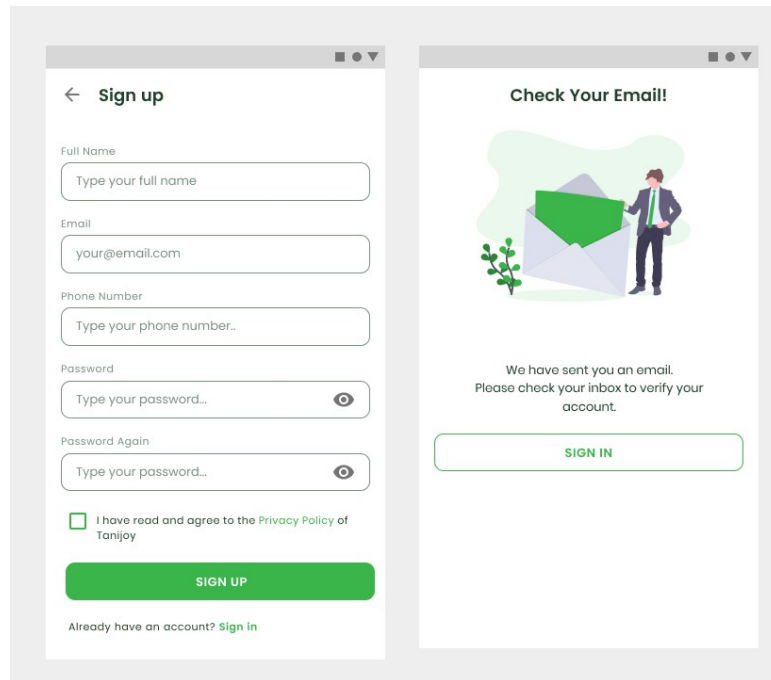 Sign up
Full Name
Type your full name
Email
your@email.com
Phone Number
Type your phone number..
Password
Type your password...
Password Again
Type your password...
I have read and agree to the Privacy Policy of
Tanijoy
SIGN UP
Already have an account? Sign in
Check Your Email!
We have sent you an email.
Please check your inbox to verify your
account.
SIGN IN